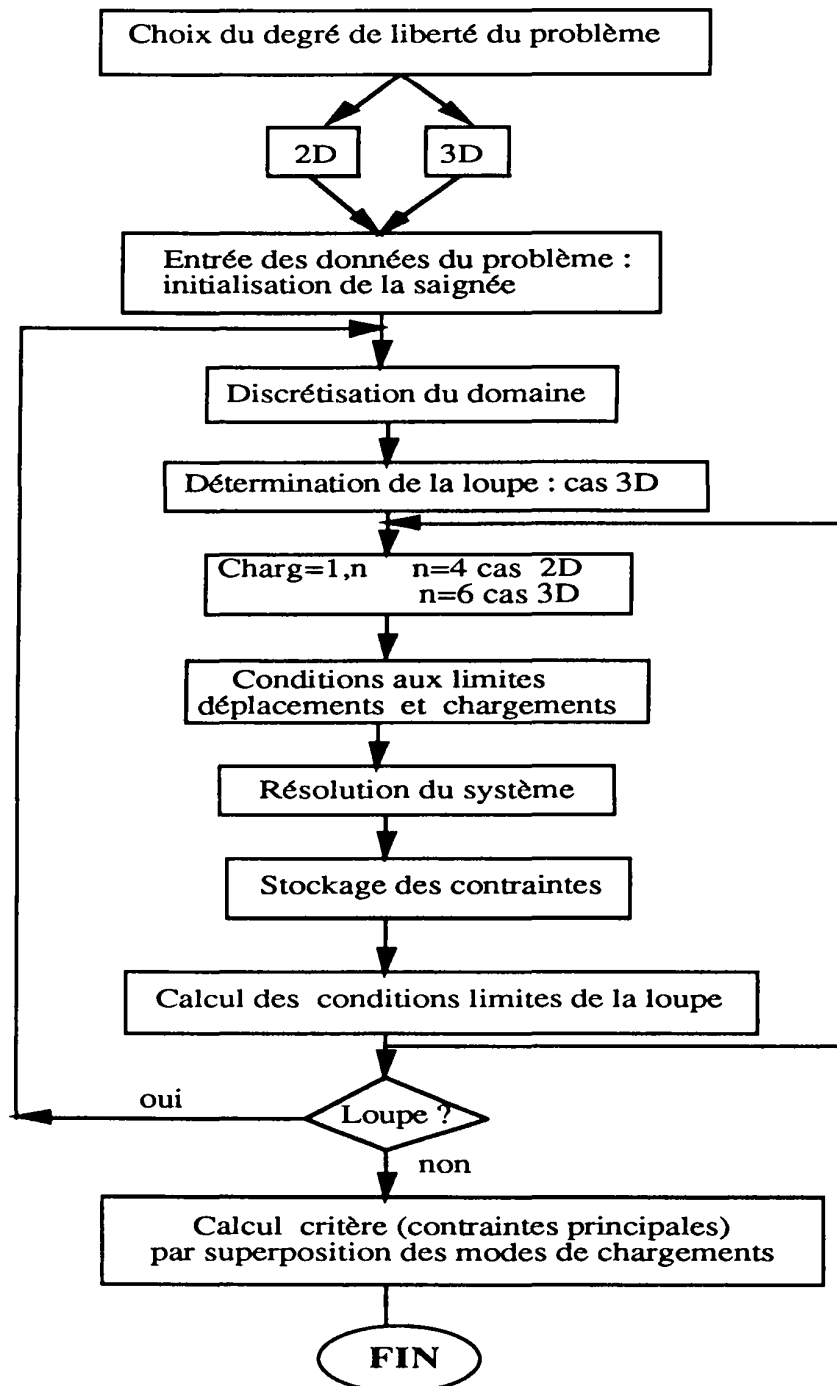 Choix du degré de liberté du problème
2D 3D
Entrée des données du problème :
initialisation de la saignée
Discrétisation du domaine
Détermination de la loupe : cas 3D
Charg=1,n n=4 cas 2D
n=6 cas 3D
Conditions aux limites
déplacements et chargements
Résolution du système
Stockage des contraintes
Calcul des conditions limites de la loupe
oui
Loupe ?
non
Calcul critère (contraintes principales)
par superposition des modes de chargements
FIN